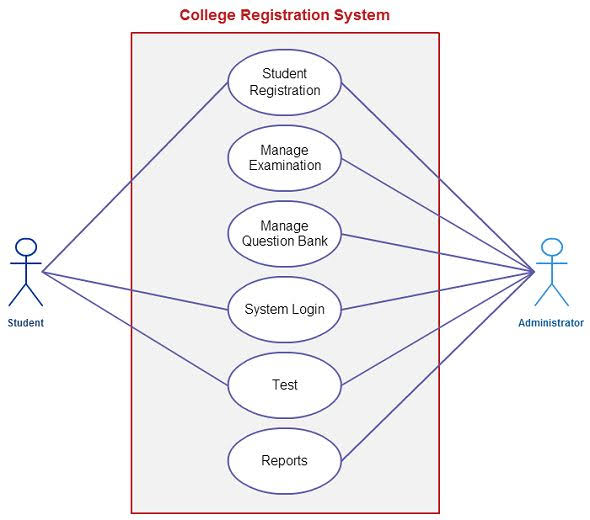 College Registration System
Student
Registration
Manage
Examination
Manage
Question Bank
System Login
Test
Reports
Student
Administrator